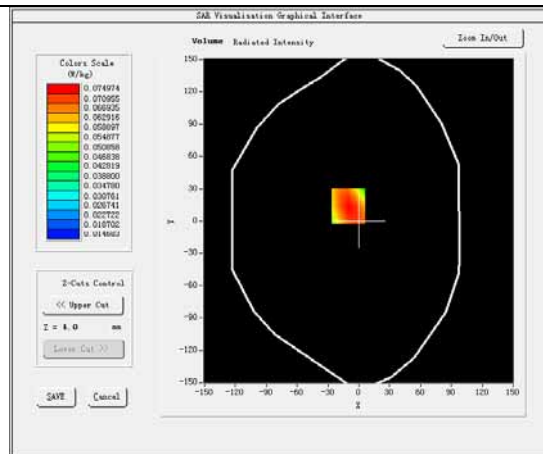 SAR Visualisation Graphical Interface
Volume Radiated Intensity
Zoom In/Out
Colors Scale
(W/kg)
0.074974
0.070955
0.066935
0.062916
0.058897
0.054877
0.050858
0.046838
0.042819
0.038800
0.034780
0.030761
0.026741
0.022722
0.018702
0.014683
Z-Cuts Control
<< Upper Cut
Z = 4.0 mm
Lower Cut >>
SAVE
Cancel
150
120
90
60
30
0
-30
-60
-90
-120
-150
Y
-150 -120 -90 -60 -30 0 30 60 90 120 150
X